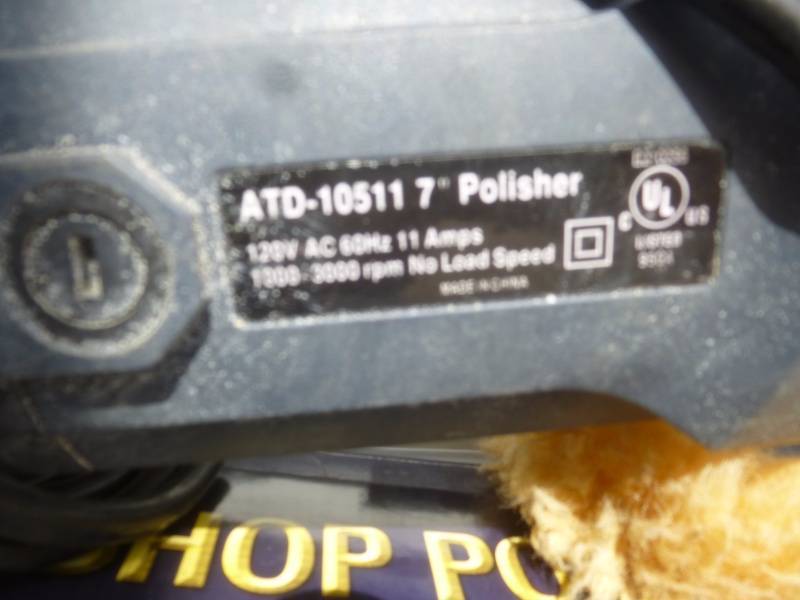 ATD-10511 7" Polisher
120V AC 60Hz 11 Amps
1000-3000 rpm No Load Speed
MADE IN CHINA
C UL US
LISTED
HOP PO